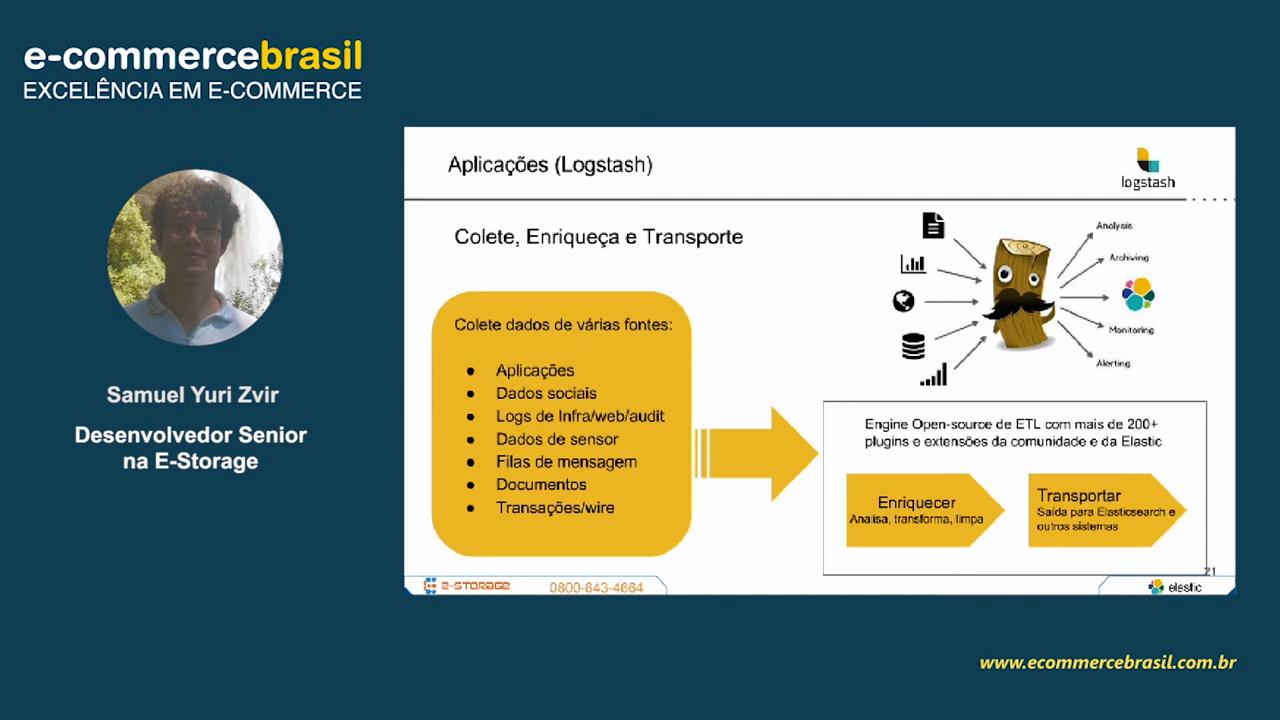 e-commercebrasil
EXCELÊNCIA EM E-COMMERCE
Samuel Yuri Zvir
Desenvolvedor Senior
na E-Storage
Aplicações (Logstash)
logstash
Colete, Enriqueça e Transporte
Colete dados de várias fontes:
● Aplicações
● Dados sociais
● Logs de Infra/web/audit
● Dados de sensor
● Filas de mensagem
● Documentos
● Transações/wire
Analysis
Archiving
Monitoring
Alerting
Engine Open-source de ETL com mais de 200+
plugins e extensões da comunidade e da Elastic
Enriquecer
Analisa, transforma, limpa
Transportar
Saída para Elasticsearch e
outros sistemas
21
E-STORAGE
0800-643-4664
elastic
www.ecommercebrasil.com.br